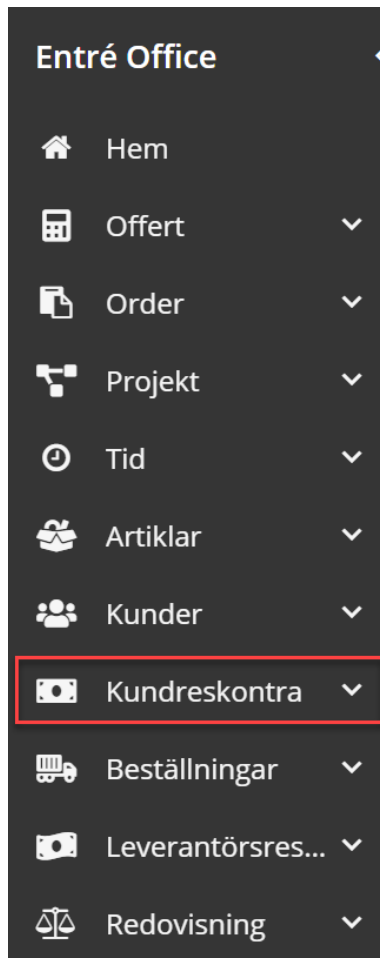 Entré Office
Hem
Offert
Order
Projekt
Tid
Artiklar
Kunder
Kundreskontra
Beställningar
Leverantörsres...
Redovisning